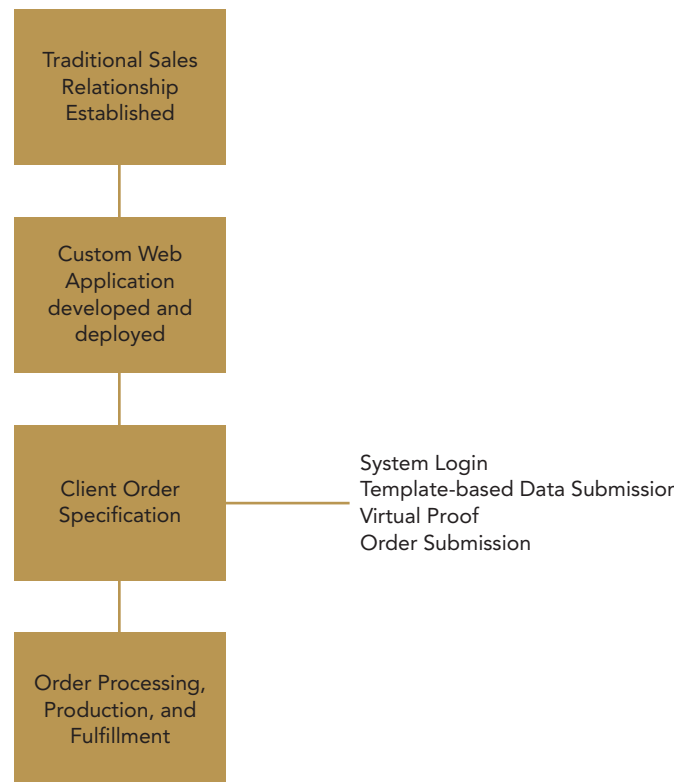 Traditional Sales
Relationship
Established
Custom Web
Application
developed and
deployed
Client Order
Specification
System Login
Template-based Data Submission
Virtual Proof
Order Submission
Order Processing,
Production, and
Fulfillment